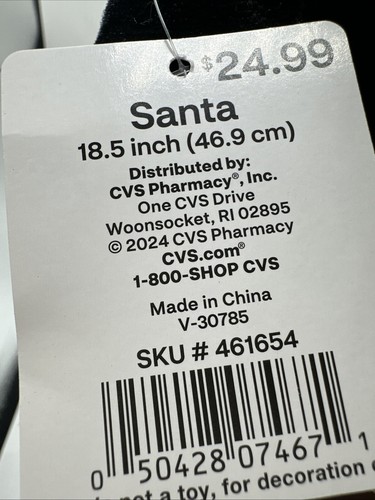 $24.99
Santa
18.5 inch (46.9 cm)
Distributed by:
CVS Pharmacy®, Inc.
One CVS Drive
Woonsocket, RI 02895
© 2024 CVS Pharmacy
CVS.com®
1-800-SHOP CVS
Made in China
V-30785
SKU # 461654
0 50428 07467 1
not a toy, for decoration